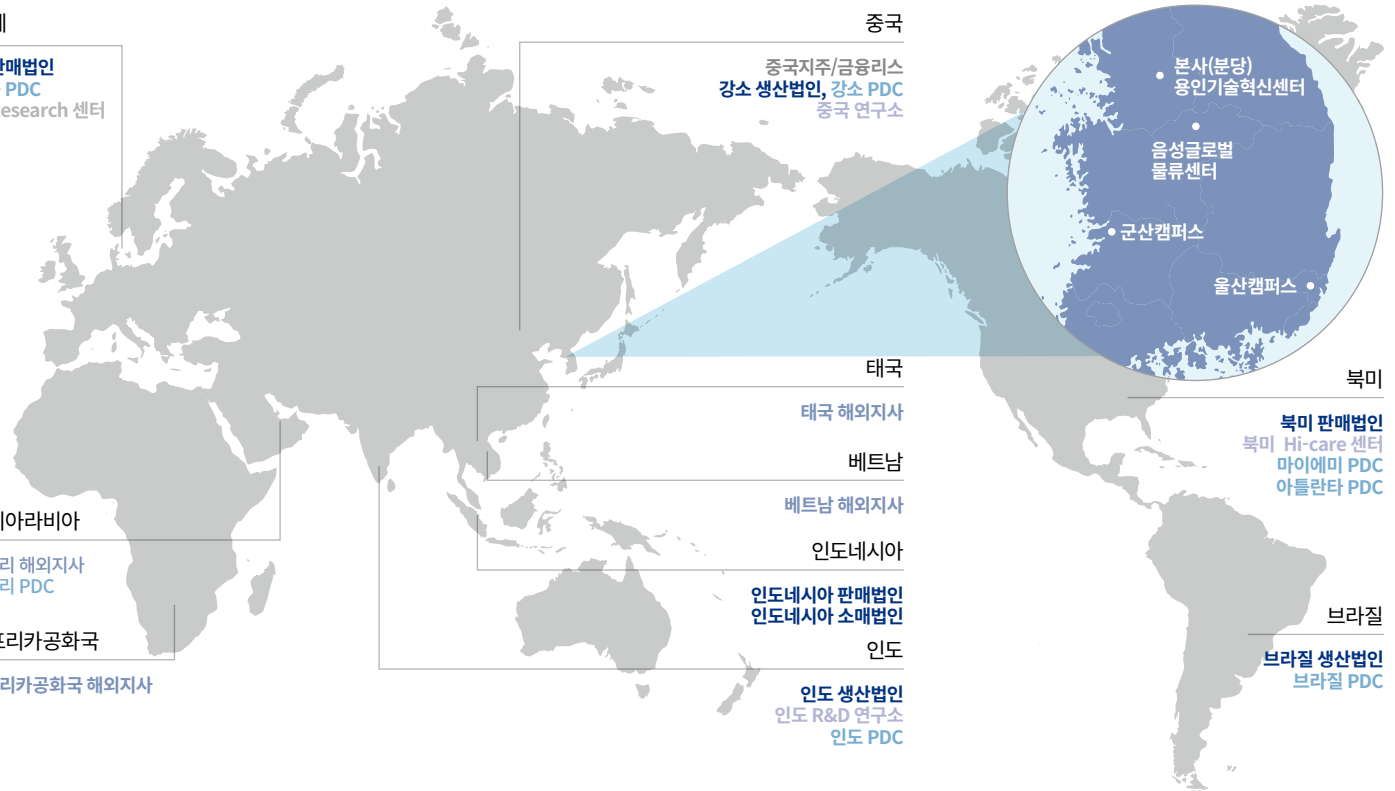 판매법인
PDC
Research 센터
중국
중국지주/금융리스
강소 생산법인, 강소 PDC
중국 연구소
본사(분당)
용인기술혁신센터
음성글로벌
물류센터
군산캠퍼스
울산캠퍼스
태국
태국 해외지사
베트남
베트남 해외지사
인도네시아
인도네시아 판매법인
인도네시아 소매법인
인도
인도 생산법인
인도 R&D 연구소
인도 PDC
북미
북미 판매법인
북미 Hi-care 센터
마이애미 PDC
아틀란타 PDC
브라질
브라질 생산법인
브라질 PDC
아라비아
리 해외지사
리 PDC
프리카공화국
리카공화국 해외지사